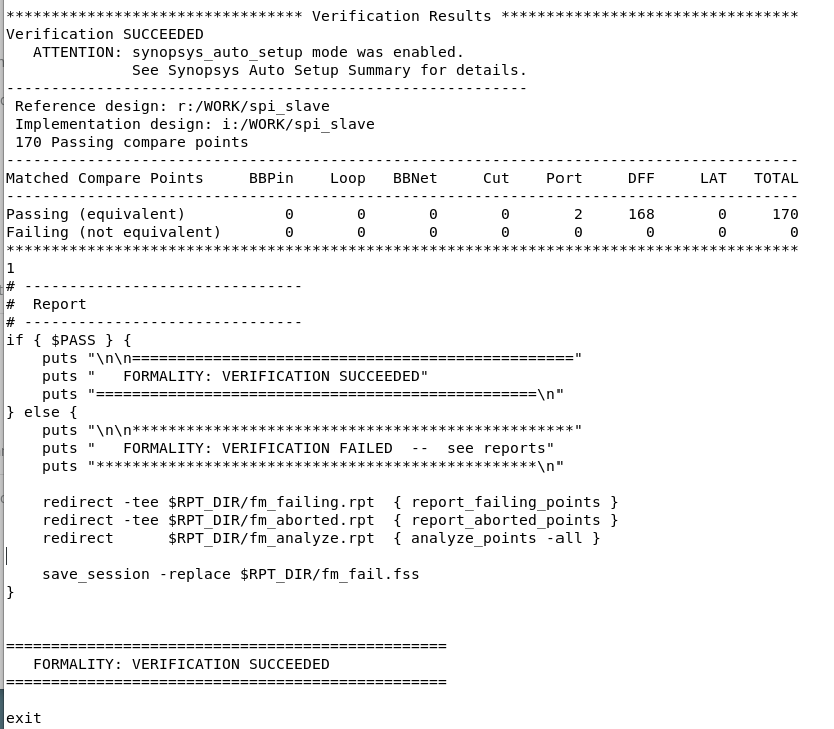 ********************************* Verification Results *********************************
Verification SUCCEEDED
   ATTENTION: synopsys_auto_setup mode was enabled.
              See Synopsys Auto Setup Summary for details.
----------------------------------------------------------
 Reference design: r:/WORK/spi_slave
 Implementation design: i:/WORK/spi_slave
 170 Passing compare points
----------------------------------------------------------------------------------------
Matched Compare Points     BBPin    Loop   BBNet     Cut    Port     DFF     LAT   TOTAL
----------------------------------------------------------------------------------------
Passing (equivalent)           0       0       0       0       2     168       0     170
Failing (not equivalent)       0       0       0       0       0       0       0       0
****************************************************************************************
1
# -------------------------------
#  Report
# -------------------------------
if { $PASS } {
    puts "\n\n================================================="
    puts "   FORMALITY: VERIFICATION SUCCEEDED"
    puts "=================================================\n"
} else {
    puts "\n\n*************************************************"
    puts "   FORMALITY: VERIFICATION FAILED  --  see reports"
    puts "*************************************************\n"
    redirect -tee $RPT_DIR/fm_failing.rpt  { report_failing_points }
    redirect -tee $RPT_DIR/fm_aborted.rpt  { report_aborted_points }
    redirect      $RPT_DIR/fm_analyze.rpt  { analyze_points -all }
    save_session -replace $RPT_DIR/fm_fail.fss
}
=================================================
   FORMALITY: VERIFICATION SUCCEEDED
=================================================
exit